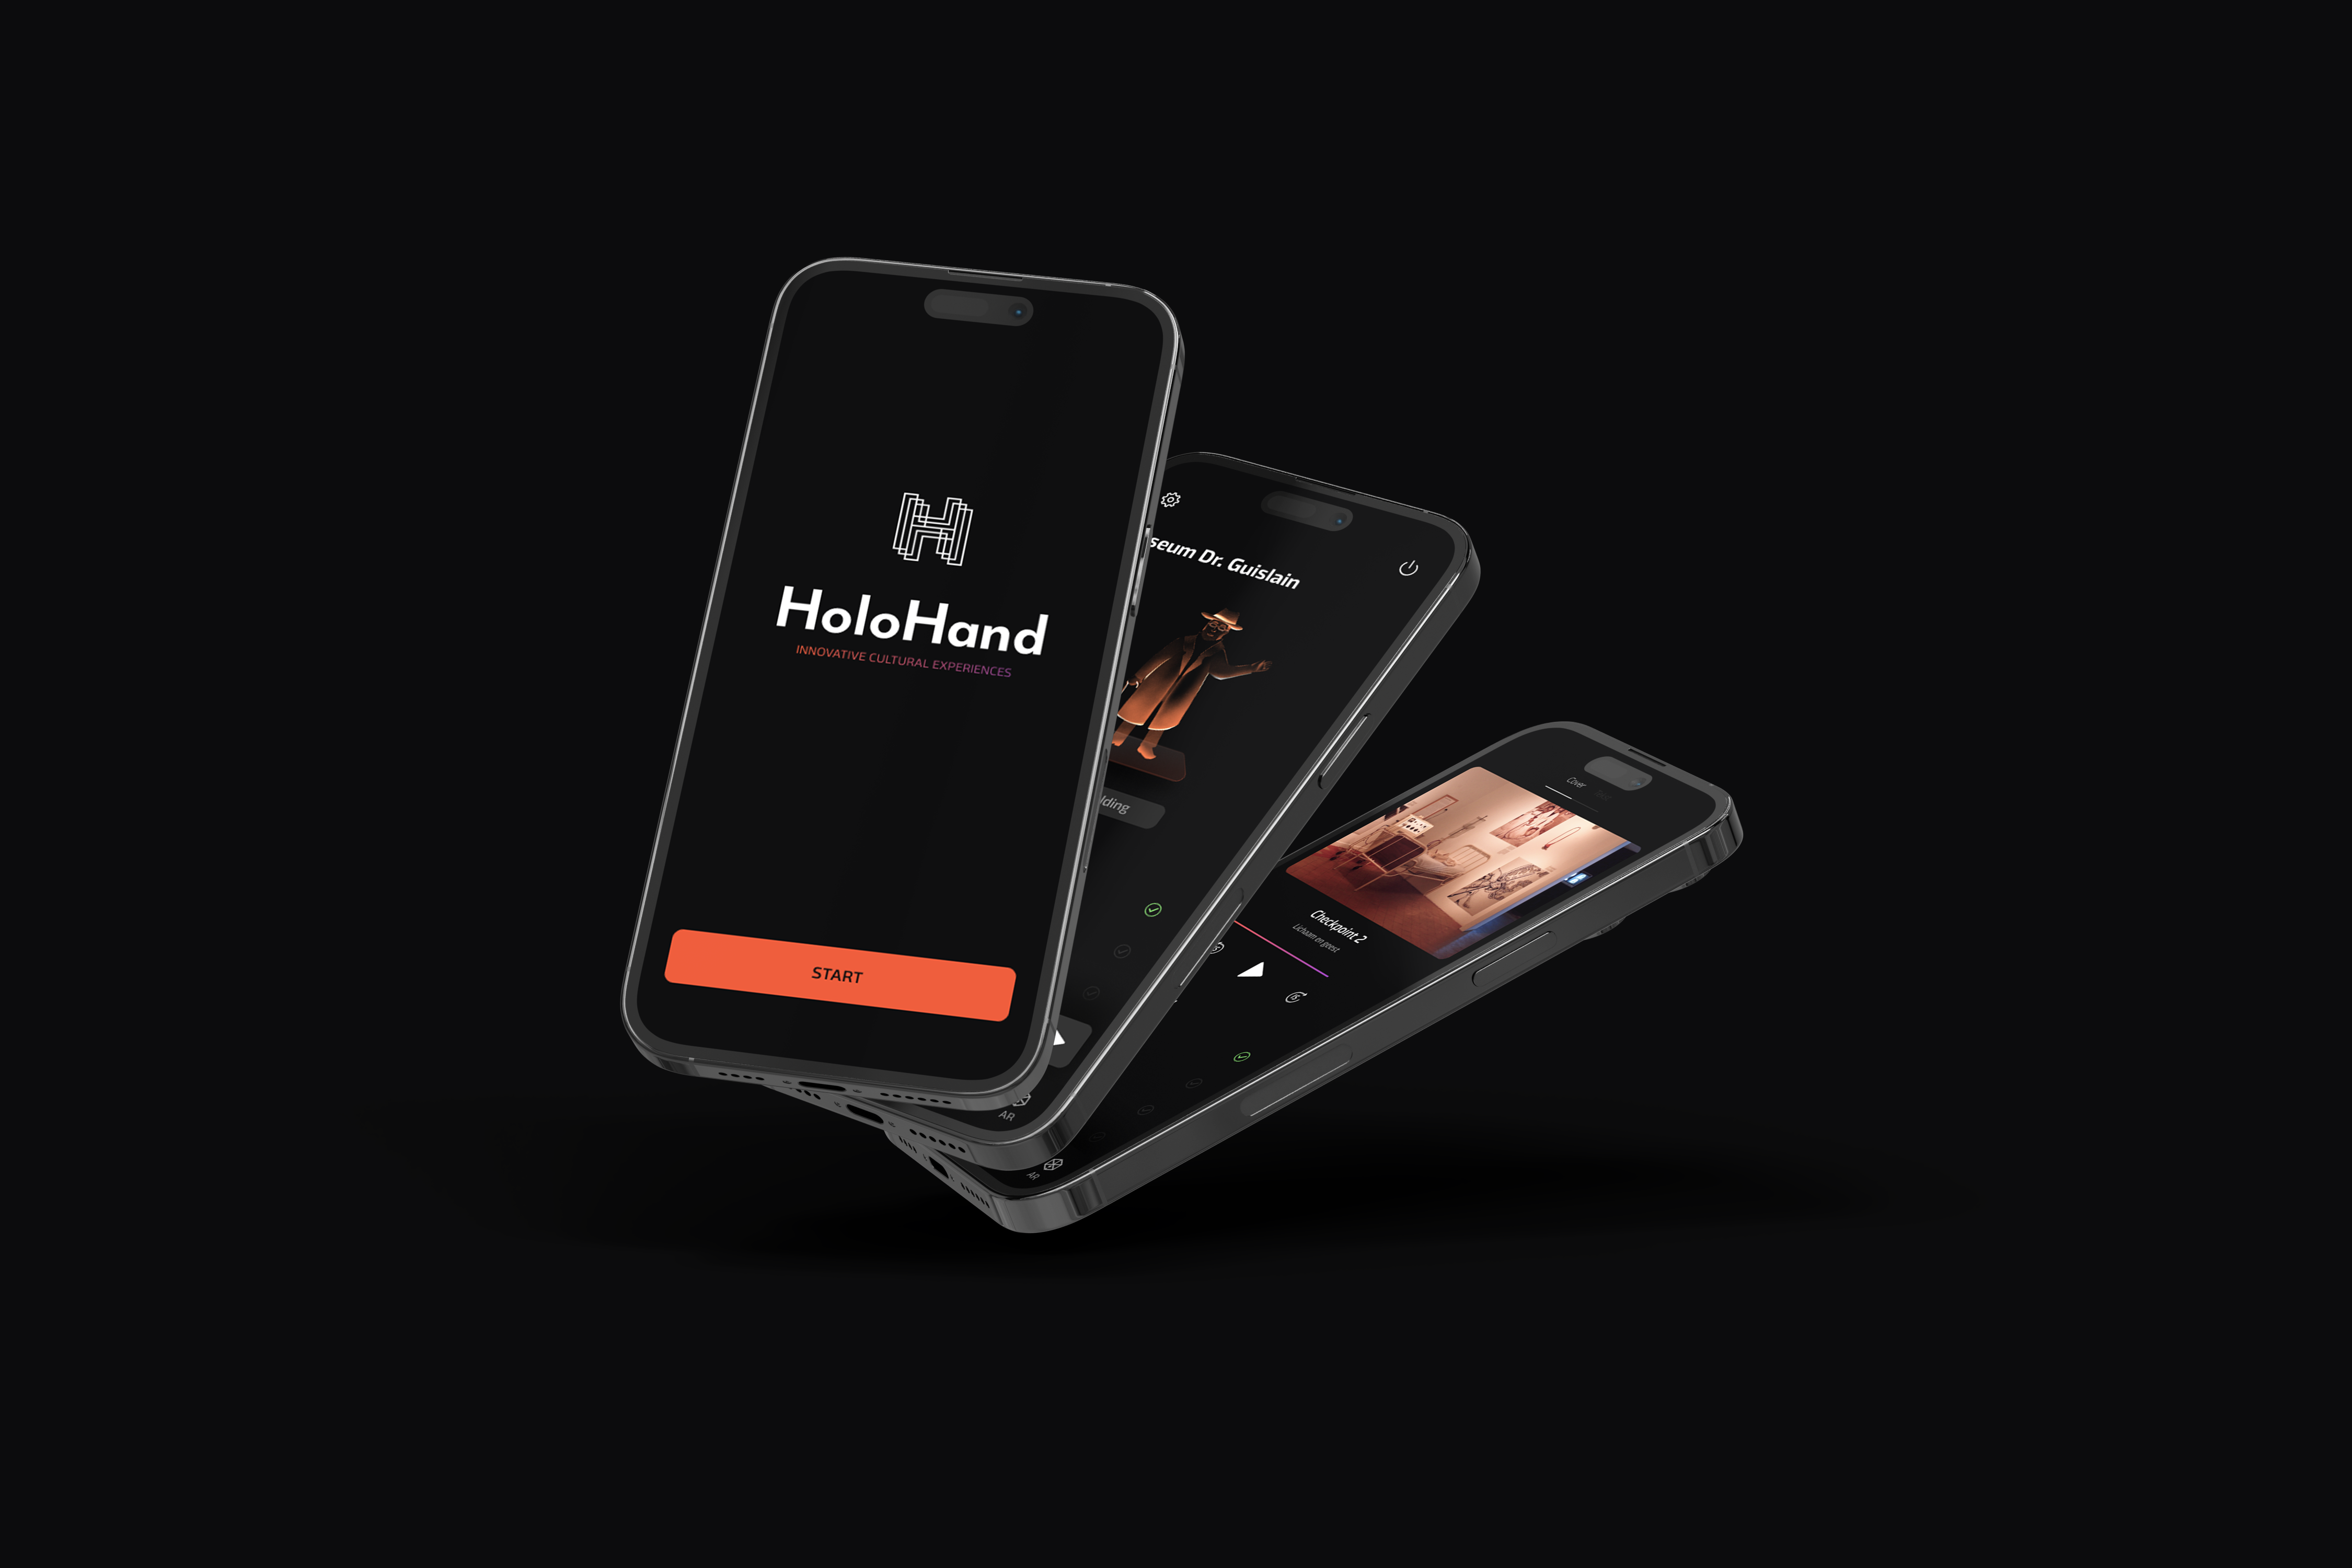 HoloHand
INNOVATIVE CULTURAL EXPERIENCES
START
seum Dr. Guislain
lding
AR
Cover
Checkpoint 2
Lichaam en geest
AR